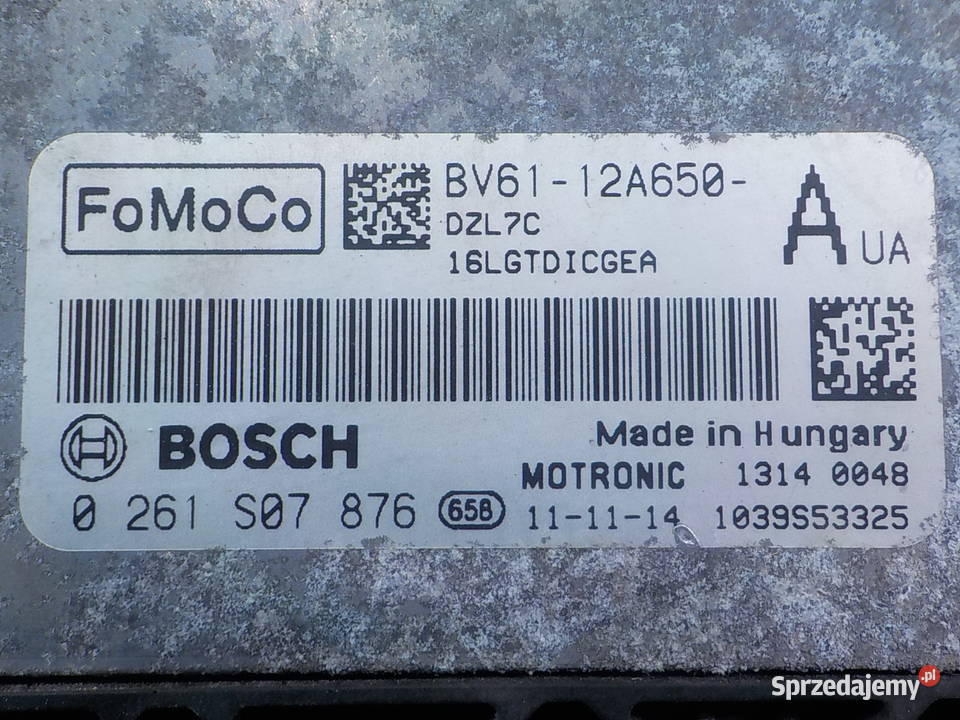 FoMoCo
BV61-12A650-
DZL7C
16LGTDICGEA
A UA
BOSCH
Made in Hungary
MOTRONIC 1314 0048
0 261 S07 876 658 11-11-14 1039S53325
Sprzedajemy.pl